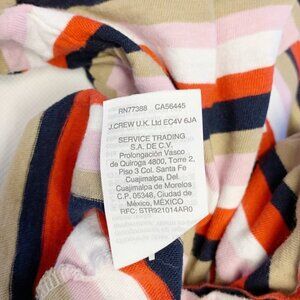 RN77388 CA56445
J.CREW U.K. Ltd EC4V 6JA
SERVICE TRADING
S.A. DE C.V.
Prolongación Vasco
de Quiroga 4800, Torre 2,
Piso 3 Col. Santa Fe
Cuajimalpa, Del.
Cuajimalpa de Morelos
C.P. 05348, Ciudad de
México, MÉXICO
RFC: STR921014AR0